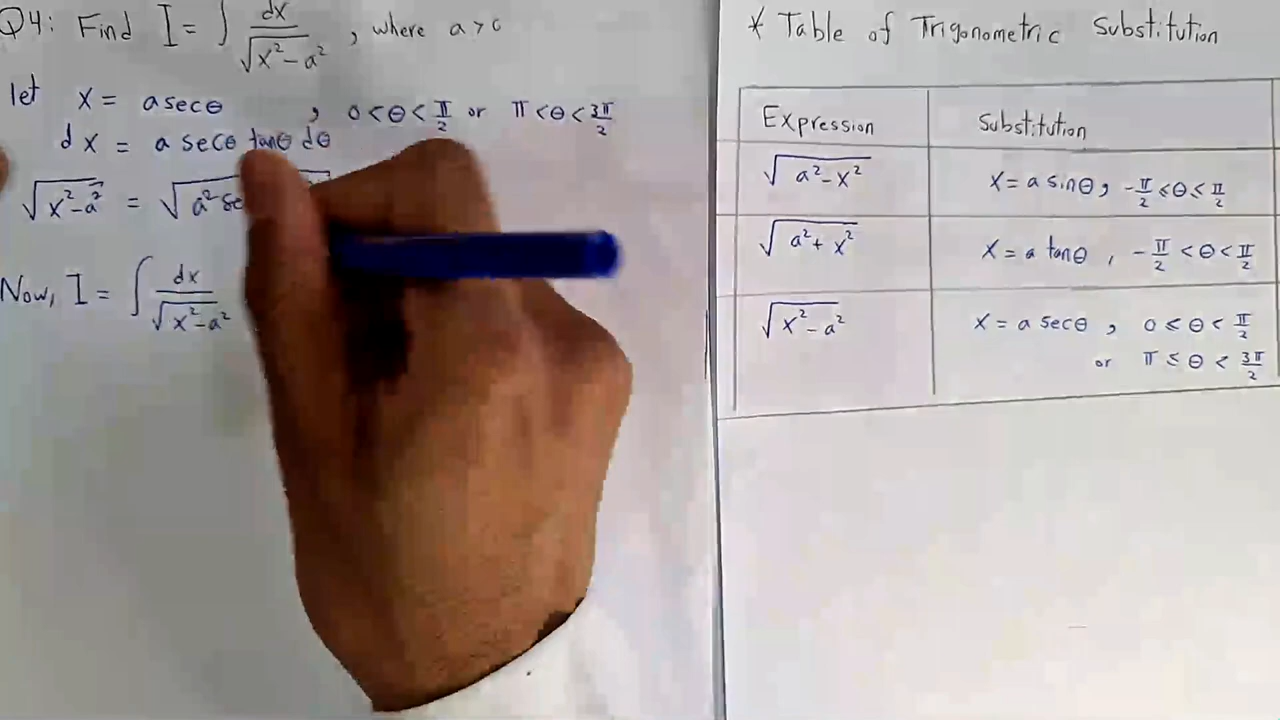 Q4: Find I = ∫ dx / √(x² - a²) , where a > 0
let x = a secθ , 0 < θ < π/2 or π < θ < 3π/2
dx = a secθ tanθ dθ
√(x² - a²) = √(a² se
Now, I = ∫ dx / √(x² - a²)
* Table of Trigonometric Substitution
Expression Substitution
√(a² - x²) x = a sinθ, -π/2 ≤ θ ≤ π/2
√(a² + x²) x = a tanθ , -π/2 < θ < π/2
√(x² - a²) x = a secθ , 0 ≤ θ < π/2
or π ≤ θ < 3π/2